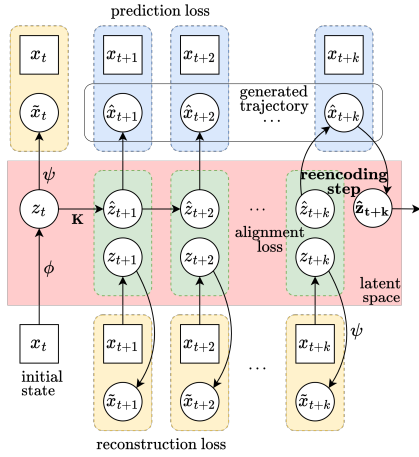 prediction loss
x_t x_{t+1} x_{t+2} x_{t+k}
generated
trajectory
x̃_t x̂_{t+1} x̂_{t+2} ... x̂_{t+k}
ψ
reencoding
step
z_t K ẑ_{t+1} ẑ_{t+2} ... ẑ_{t+k} ẑ_{t+k}
alignment
loss
ϕ z_{t+1} z_{t+2} z_{t+k}
latent
space
x_t x_{t+1} x_{t+2} x_{t+k} ψ
initial
state
...
x̃_{t+1} x̃_{t+2} x̃_{t+k}
reconstruction loss